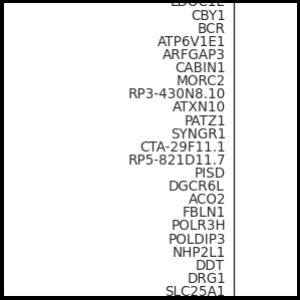 CBY1
BCR
ATP6V1E1
ARFGAP3
CABIN1
MORC2
RP3-430N8.10
ATXN10
PATZ1
SYNGR1
CTA-29F11.1
RP5-821D11.7
PISD
DGCR6L
ACO2
FBLN1
POLR3H
POLDIP3
NHP2L1
DDT
DRG1
SLC25A1